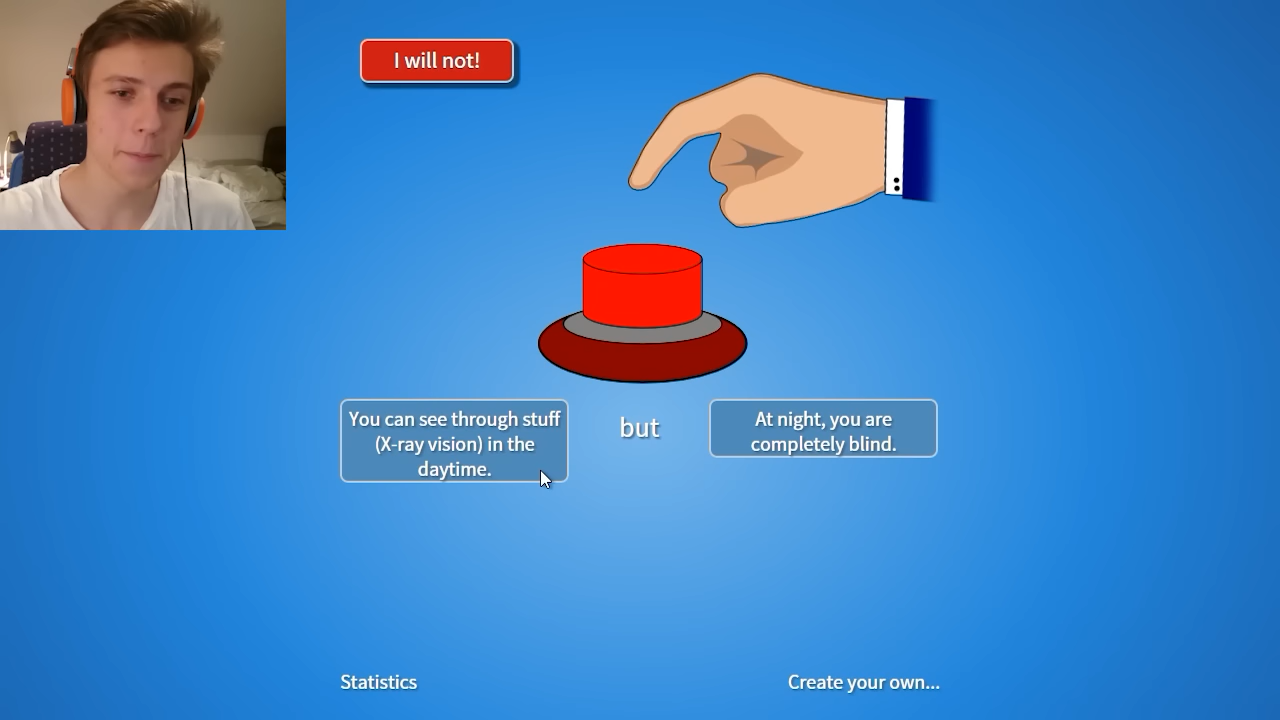 I will not!
You can see through stuff
(X-ray vision) in the
daytime.
but
At night, you are
completely blind.
Statistics
Create your own...